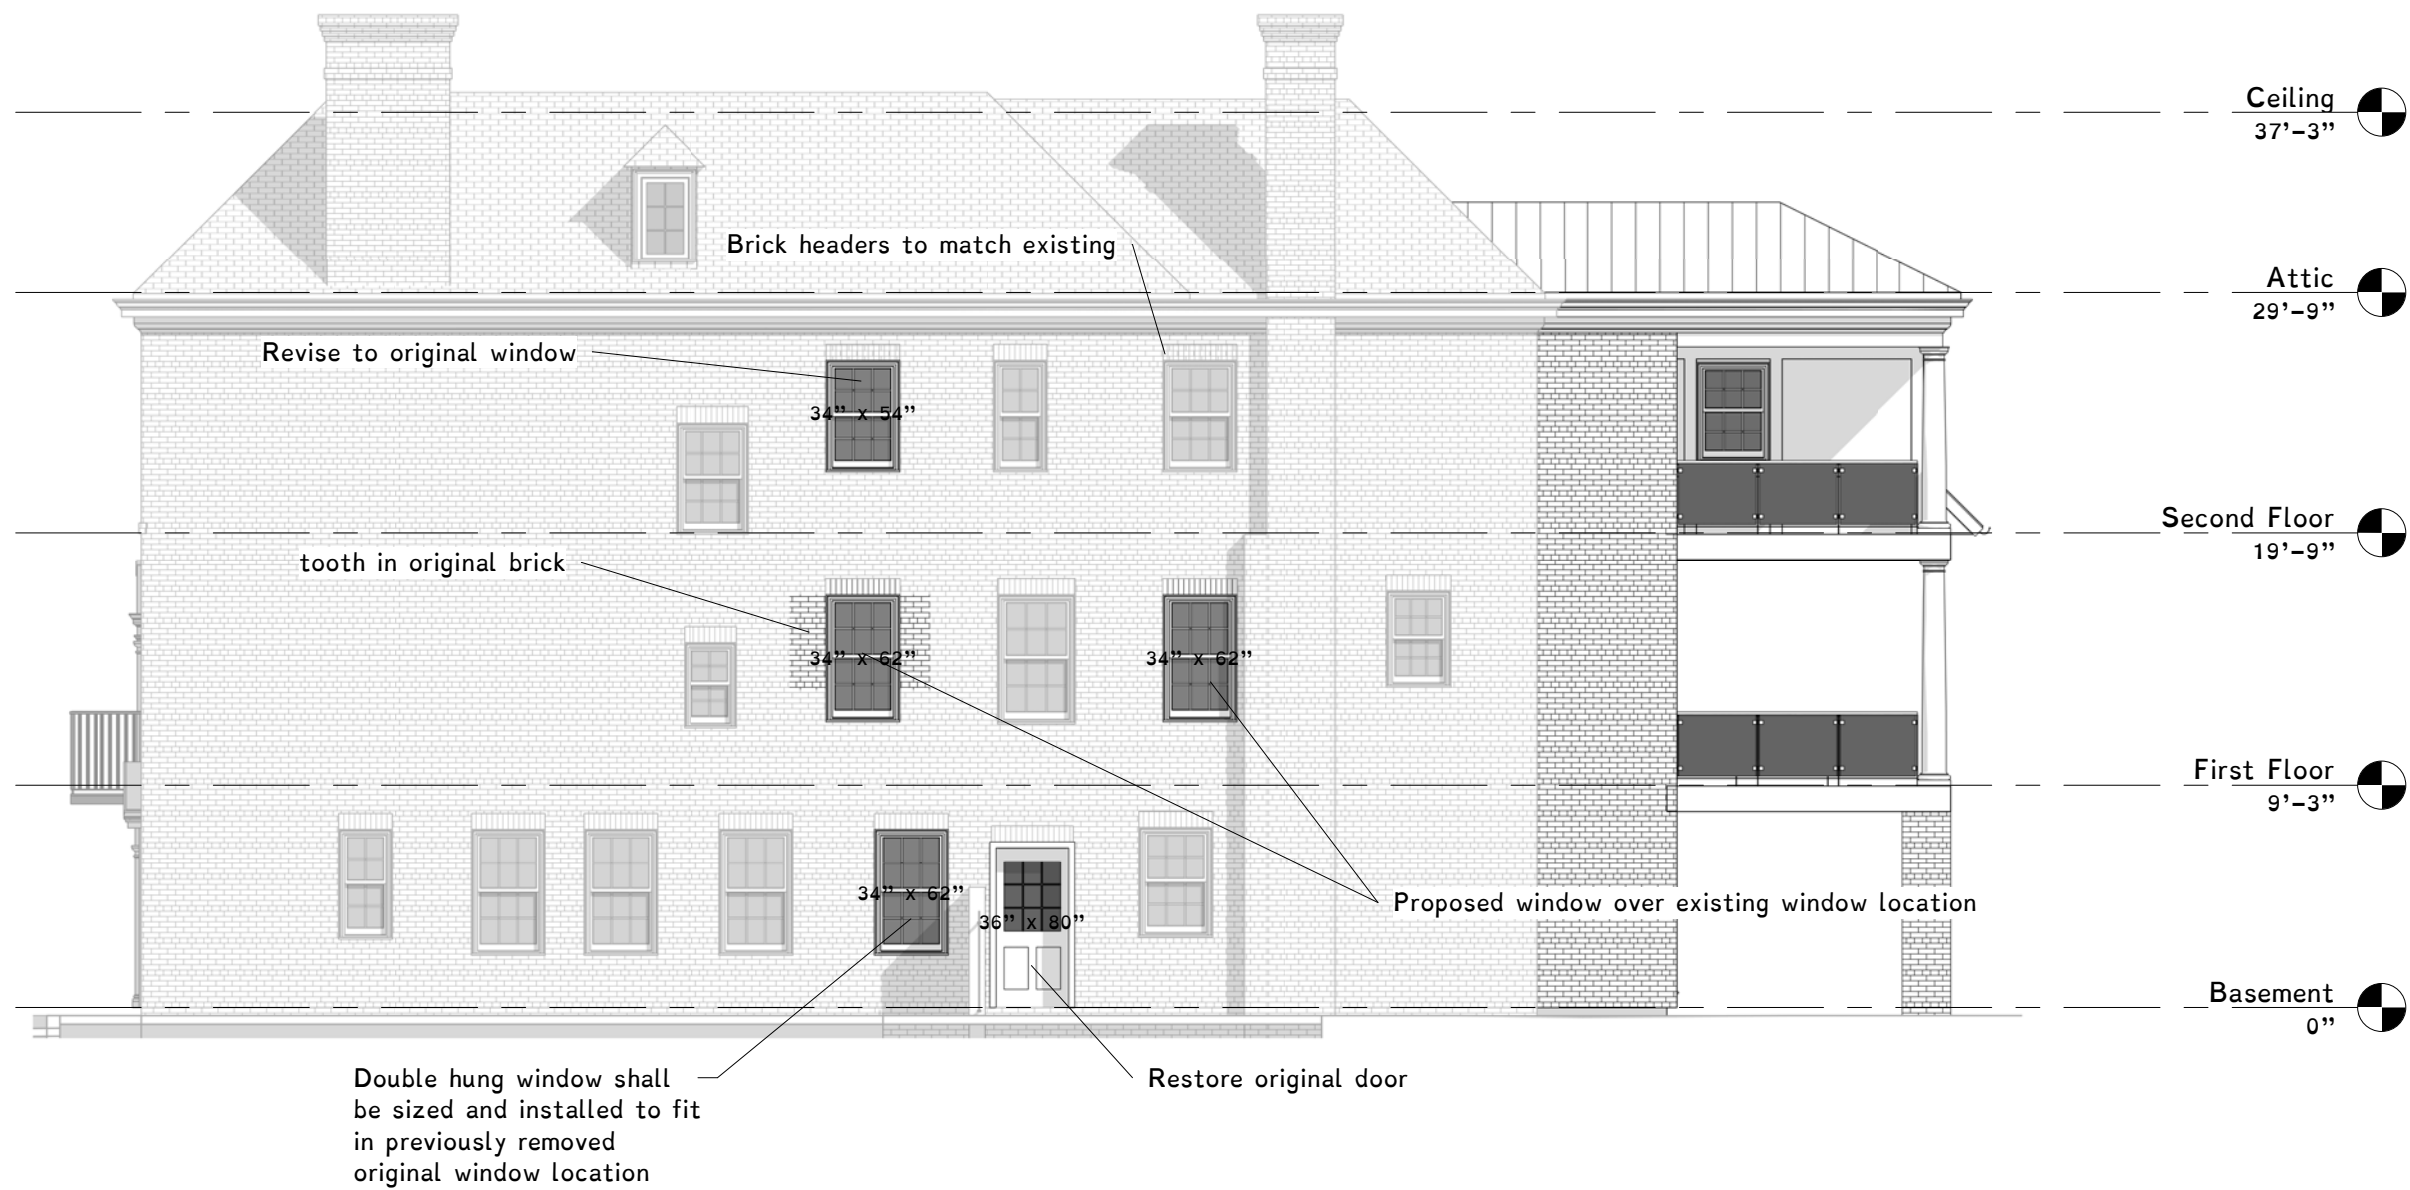 Ceiling
37’–3”
Brick headers to match existing
Attic
29’–9”
Revise to original window
34” x 54”
Second Floor
19’–9”
tooth in original brick
34” x 62”
34” x 62”
First Floor
9’–3”
34” x 62”
36” x 80”
Proposed window over existing window location
Basement
0”
Double hung window shall
be sized and installed to fit
in previously removed
original window location
Restore original door